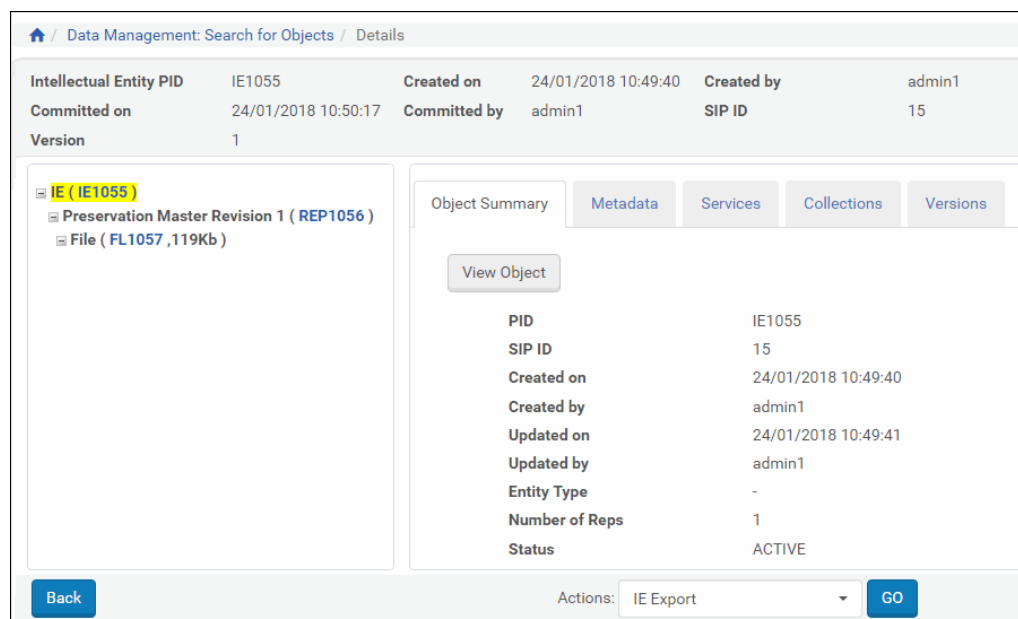 / Data Management: Search for Objects / Details
Intellectual Entity PID IE1055 Created on 24/01/2018 10:49:40 Created by admin1
Committed on 24/01/2018 10:50:17 Committed by admin1 SIP ID 15
Version 1
IE ( IE1055 )
Preservation Master Revision 1 ( REP1056 )
File ( FL1057 ,119Kb )
Object Summary Metadata Services Collections Versions
View Object
PID IE1055
SIP ID 15
Created on 24/01/2018 10:49:40
Created by admin1
Updated on 24/01/2018 10:49:41
Updated by admin1
Entity Type -
Number of Reps 1
Status ACTIVE
Back Actions: IE Export GO